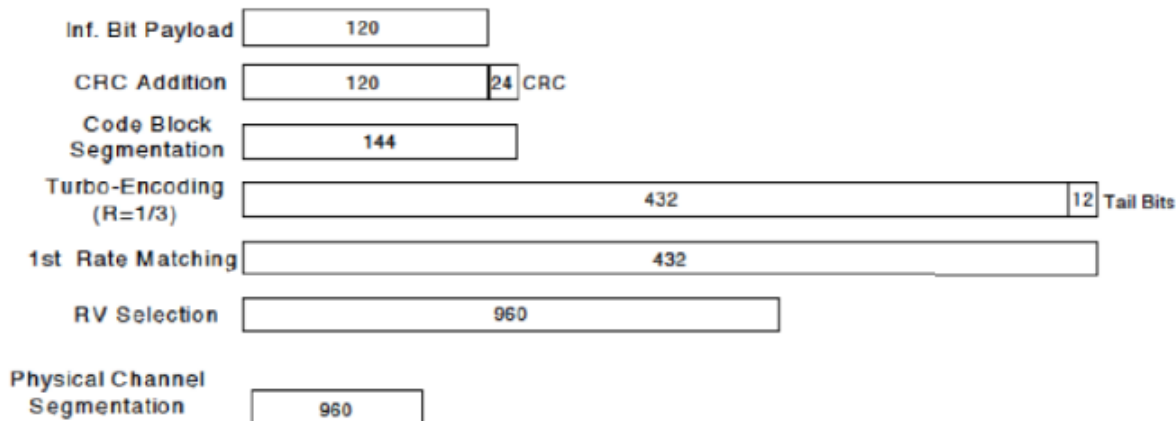 Inf. Bit Payload 120
CRC Addition 120 24 CRC
Code Block
Segmentation 144
Turbo-Encoding
(R=1/3) 432 12 Tail Bits
1st Rate Matching 432
RV Selection 960
Physical Channel
Segmentation 960